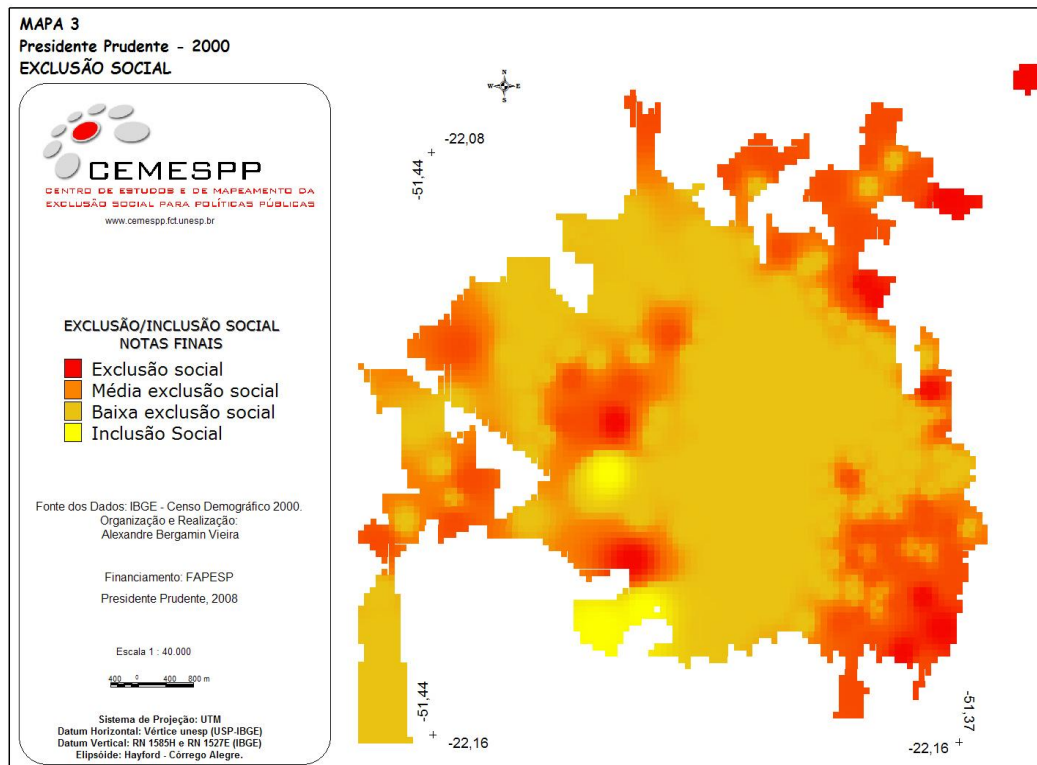 MAPA 3
Presidente Prudente - 2000
EXCLUSÃO SOCIAL
CEMESPP
CENTRO DE ESTUDOS E DE MAPEAMENTO DA
EXCLUSÃO SOCIAL PARA POLÍTICAS PÚBLICAS
www.cemespp.fct.unesp.br
EXCLUSÃO/INCLUSÃO SOCIAL
NOTAS FINAIS
Exclusão social
Média exclusão social
Baixa exclusão social
Inclusão Social
Fonte dos Dados: IBGE - Censo Demográfico 2000.
Organização e Realização:
Alexandre Bergamin Vieira
Financiamento: FAPESP
Presidente Prudente, 2008
Escala 1 : 40.000
400 0 400 800 m
Sistema de Projeção: UTM
Datum Horizontal: Vértice unesp (USP-IBGE)
Datum Vertical: RN 1585H e RN 1527E (IBGE)
Elipsóide: Hayford - Córrego Alegre.
N
W E
S
-22,08
-51,44
-51,44
-22,16
-51,37
-22,16